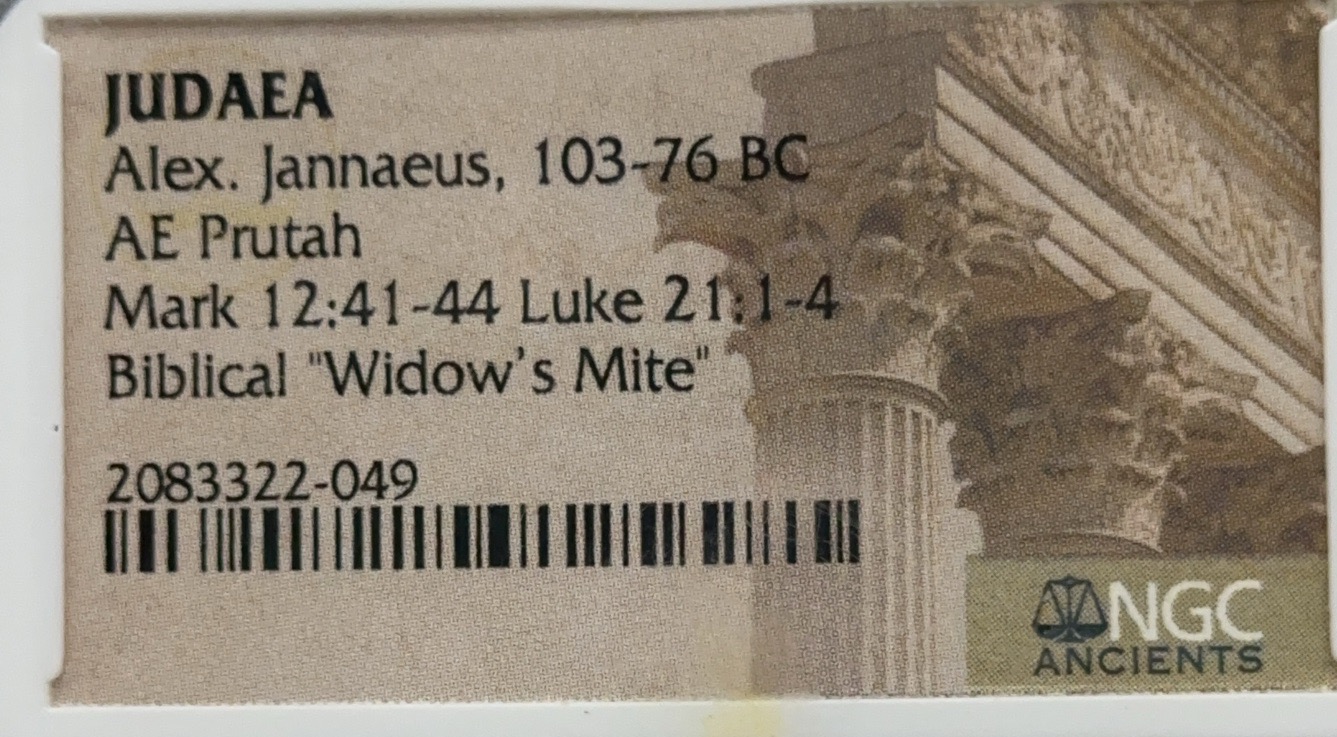 JUDAEA
Alex. Jannaeus, 103-76 BC
AE Prutah
Mark 12:41-44 Luke 21:1-4
Biblical "Widow's Mite"
2083322-049
NGC
ANCIENTS